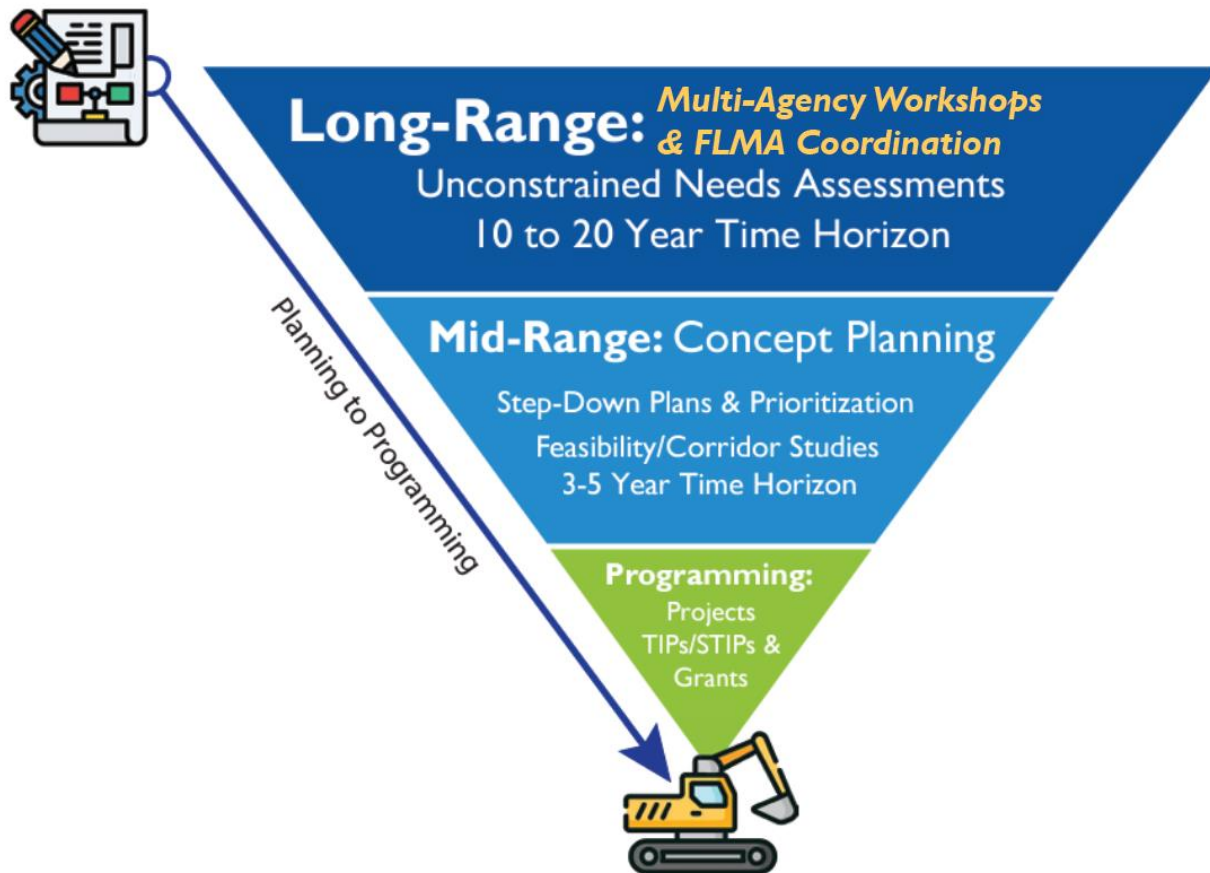 Long-Range: Multi-Agency Workshops
& FLMA Coordination
Unconstrained Needs Assessments
10 to 20 Year Time Horizon
Planning to Programming
Mid-Range: Concept Planning
Step-Down Plans & Prioritization
Feasibility/Corridor Studies
3-5 Year Time Horizon
Programming:
Projects
TIPs/STIPs &
Grants